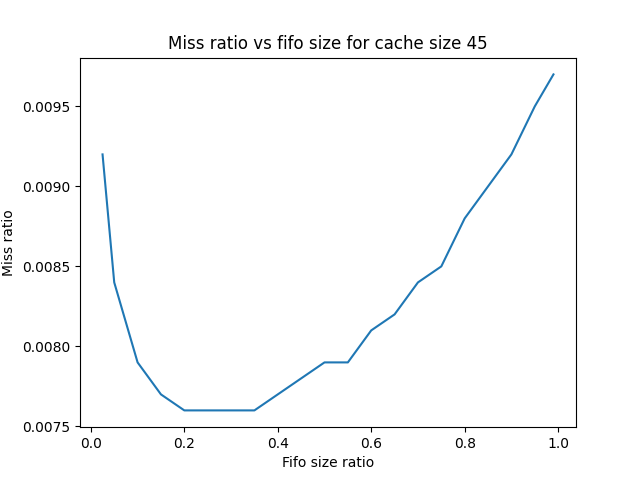 Miss ratio vs fifo size for cache size 45
0.0095
0.0090
0.0085
0.0080
0.0075
Miss ratio
0.0 0.2 0.4 0.6 0.8 1.0
Fifo size ratio